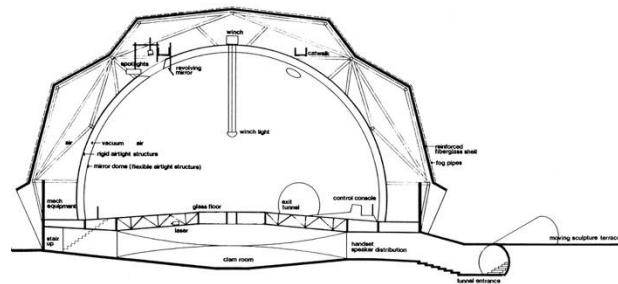 winch
catwalk
spotlights
revolving
mirror
winch light
air
vacuum
air
rigid airtight structure
mirror dome (flexible airtight structure)
reinforced
fiberglass shell
fog pipes
mech
equipment
glass floor
exit
tunnel
control console
laser
stair
up
clam room
handset
speaker distribution
moving sculpture terrace
tunnel entrance